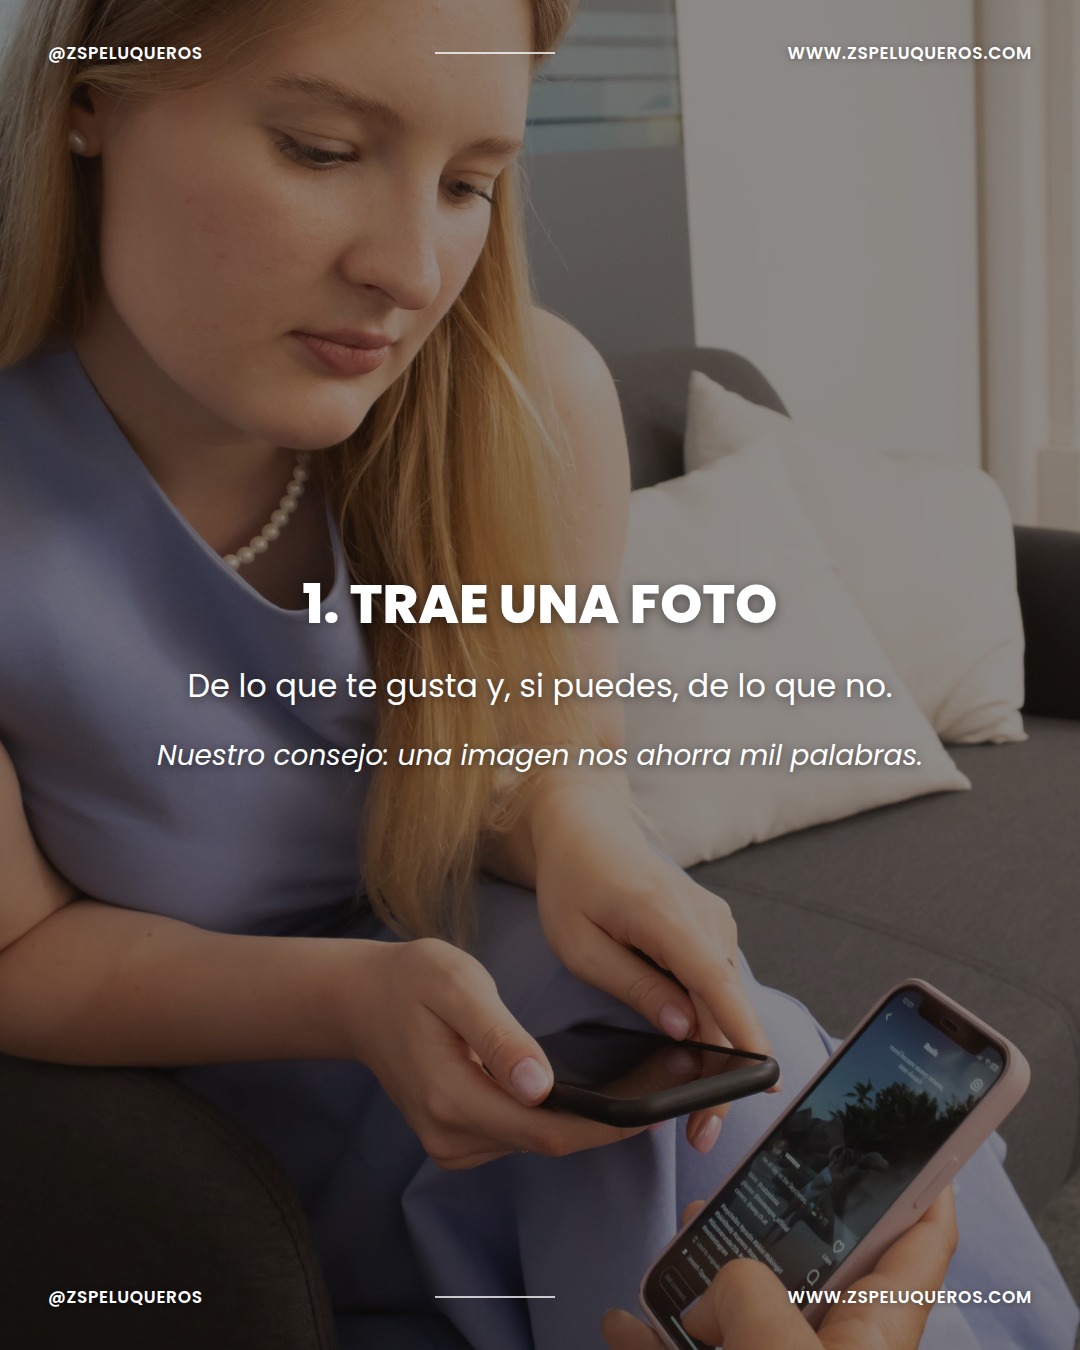 @ZSPELUQUEROS
WWW.ZSPELUQUEROS.COM
1. TRAE UNA FOTO
De lo que te gusta y, si puedes, de lo que no.
Nuestro consejo: una imagen nos ahorra mil palabras.
Reels
@ZSPELUQUEROS
WWW.ZSPELUQUEROS.COM